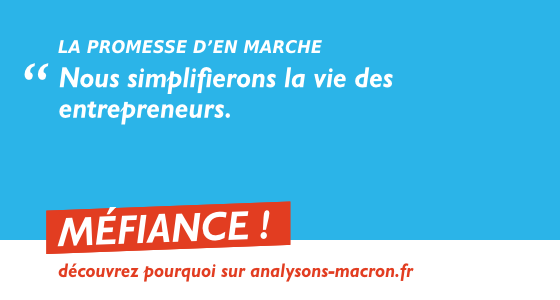 LA PROMESSE D’EN MARCHE
“ Nous simplifierons la vie des
entrepreneurs.
MÉFIANCE !
découvrez pourquoi sur analysons-macron.fr